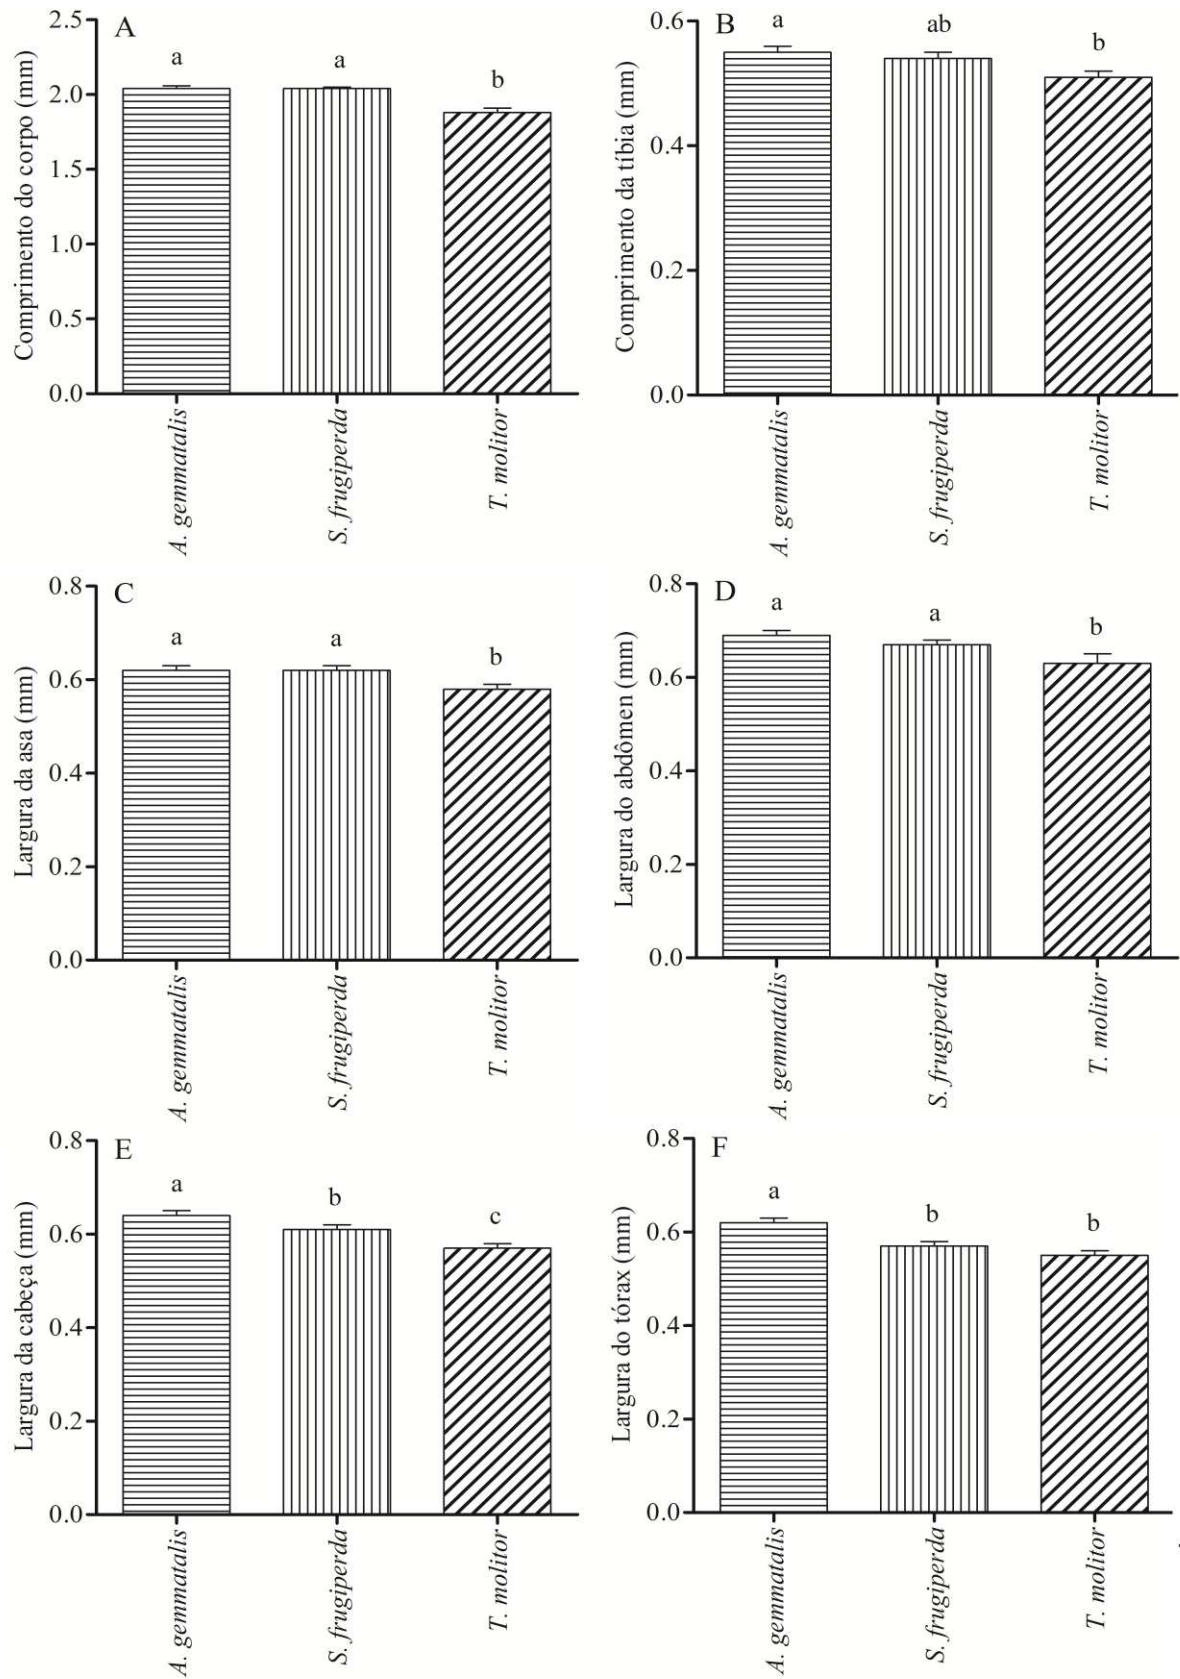 A
Comprimento do corpo (mm)
2.5
2.0
1.5
1.0
0.5
0.0
a
a
b
A. gemmatalis
S. frugiperda
T. molitor
B
Comprimento da tíbia (mm)
0.6
0.4
0.2
0.0
a
ab
b
A. gemmatalis
S. frugiperda
T. molitor
C
Largura da asa (mm)
0.8
0.6
0.4
0.2
0.0
a
a
b
A. gemmatalis
S. frugiperda
T. molitor
D
Largura do abdômen (mm)
0.8
0.6
0.4
0.2
0.0
a
a
b
A. gemmatalis
S. frugiperda
T. molitor
E
Largura da cabeça (mm)
0.8
0.6
0.4
0.2
0.0
a
b
c
A. gemmatalis
S. frugiperda
T. molitor
F
Largura do tórax (mm)
0.8
0.6
0.4
0.2
0.0
a
b
b
A. gemmatalis
S. frugiperda
T. molitor